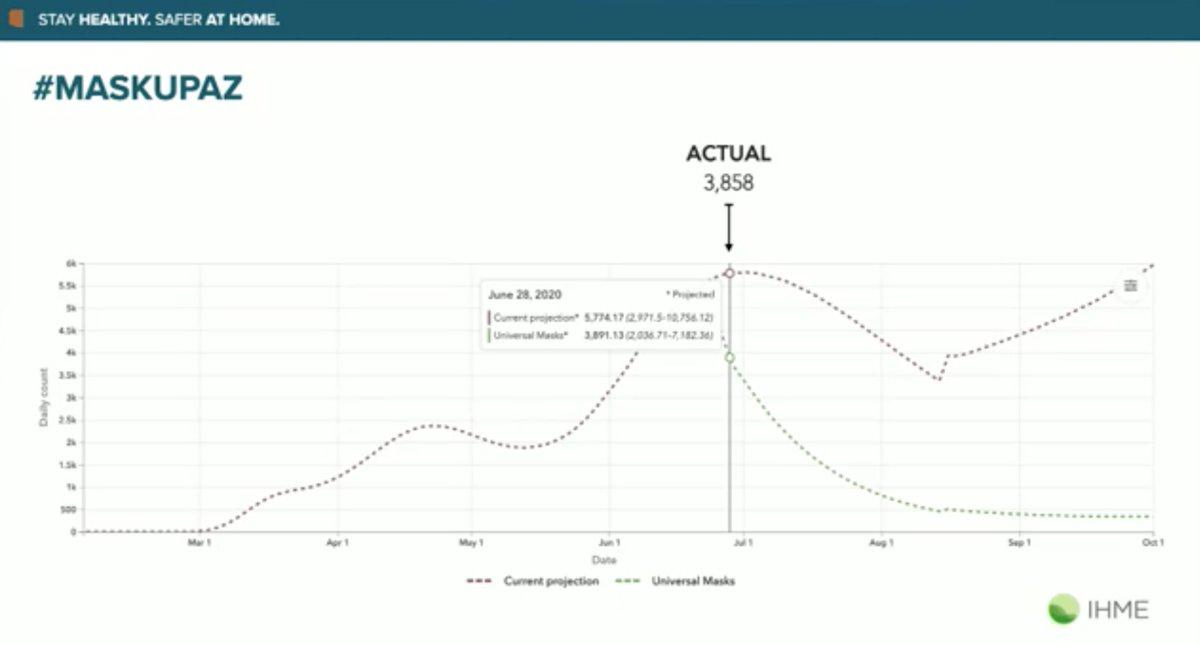 STAY HEALTHY. SAFER AT HOME.
#MASKUPAZ
ACTUAL
3,858
6k
5.5k
5k
4.5k
4k
3.5k
3k
2.5k
2k
1.5k
1k
500
0
Daily count
June 28, 2020 * Projected
Current projection* 5,774.17 (2,971.5-10,756.12)
Universal Masks* 3,891.13 (2,036.71-7,182.36)
Mar 1 Apr 1 May 1 Jun 1 Jul 1 Aug 1 Sep 1 Oct 1
Date
Current projection Universal Masks
IHME